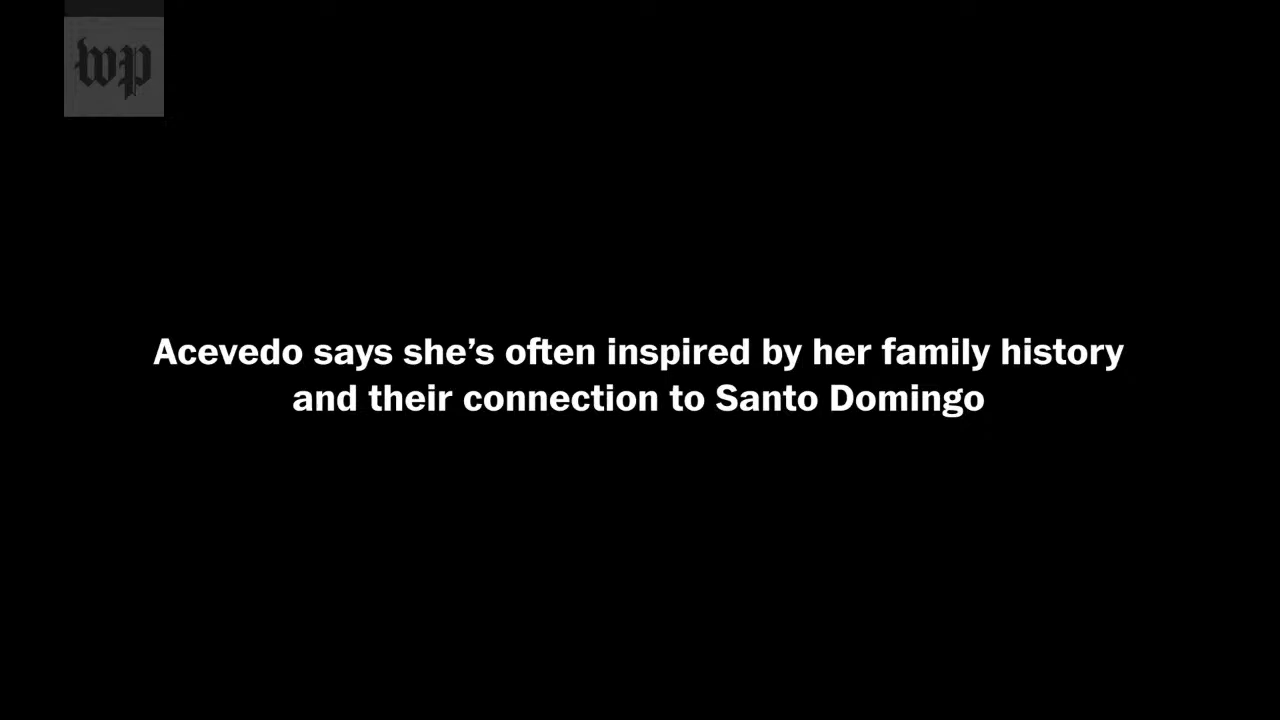 wp
Acevedo says she’s often inspired by her family history
and their connection to Santo Domingo